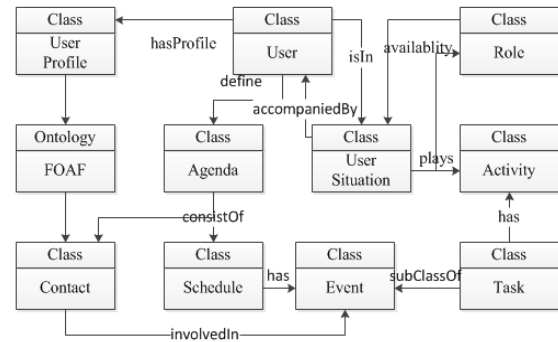 Class
User
Profile
hasProfile
Class
User
isIn
availablity
Class
Role
define
accompaniedBy
Ontology
FOAF
Class
Agenda
Class
User
Situation
plays
Class
Activity
consistOf
has
Class
Contact
Class
Schedule
has
Class
Event
subClassOf
Class
Task
involvedIn